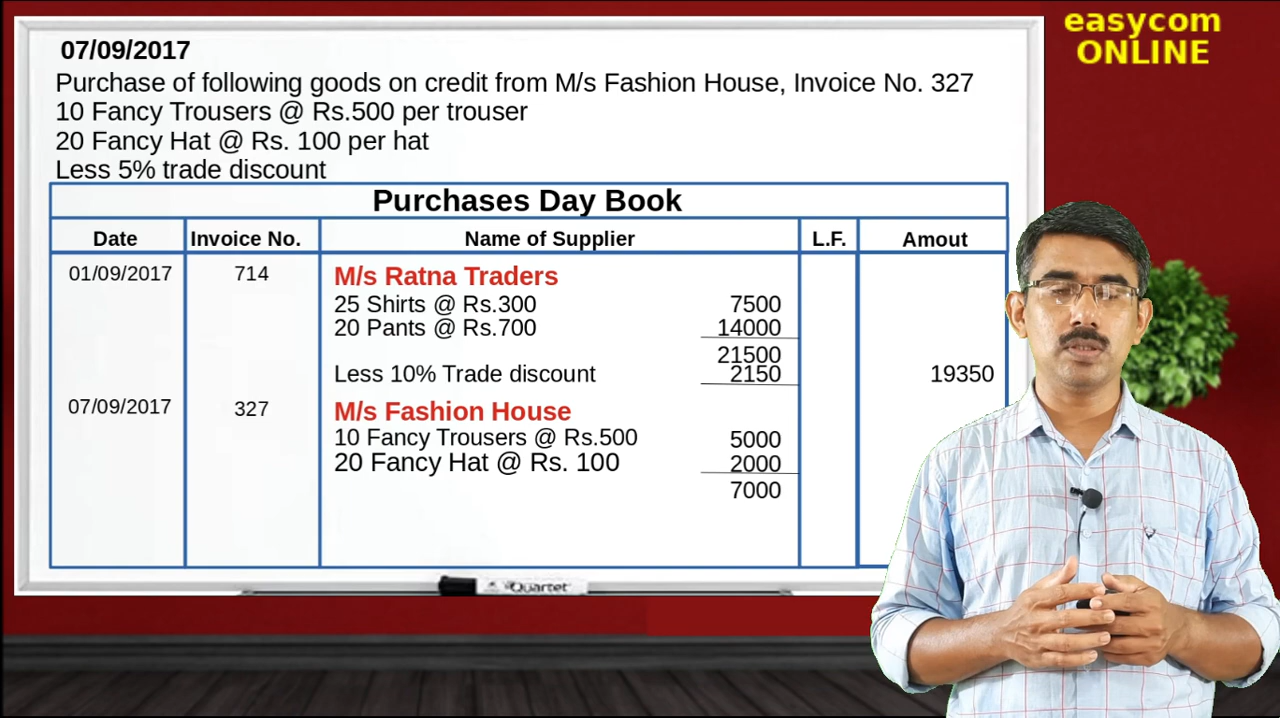 easycom
ONLINE
07/09/2017
Purchase of following goods on credit from M/s Fashion House, Invoice No. 327
10 Fancy Trousers @ Rs.500 per trouser
20 Fancy Hat @ Rs. 100 per hat
Less 5% trade discount
Purchases Day Book
Date Invoice No. Name of Supplier L.F. Amout
01/09/2017 714 M/s Ratna Traders
25 Shirts @ Rs.300 7500
20 Pants @ Rs.700 14000
21500
Less 10% Trade discount 2150 19350
07/09/2017 327 M/s Fashion House
10 Fancy Trousers @ Rs.500 5000
20 Fancy Hat @ Rs. 100 2000
7000
Quartet